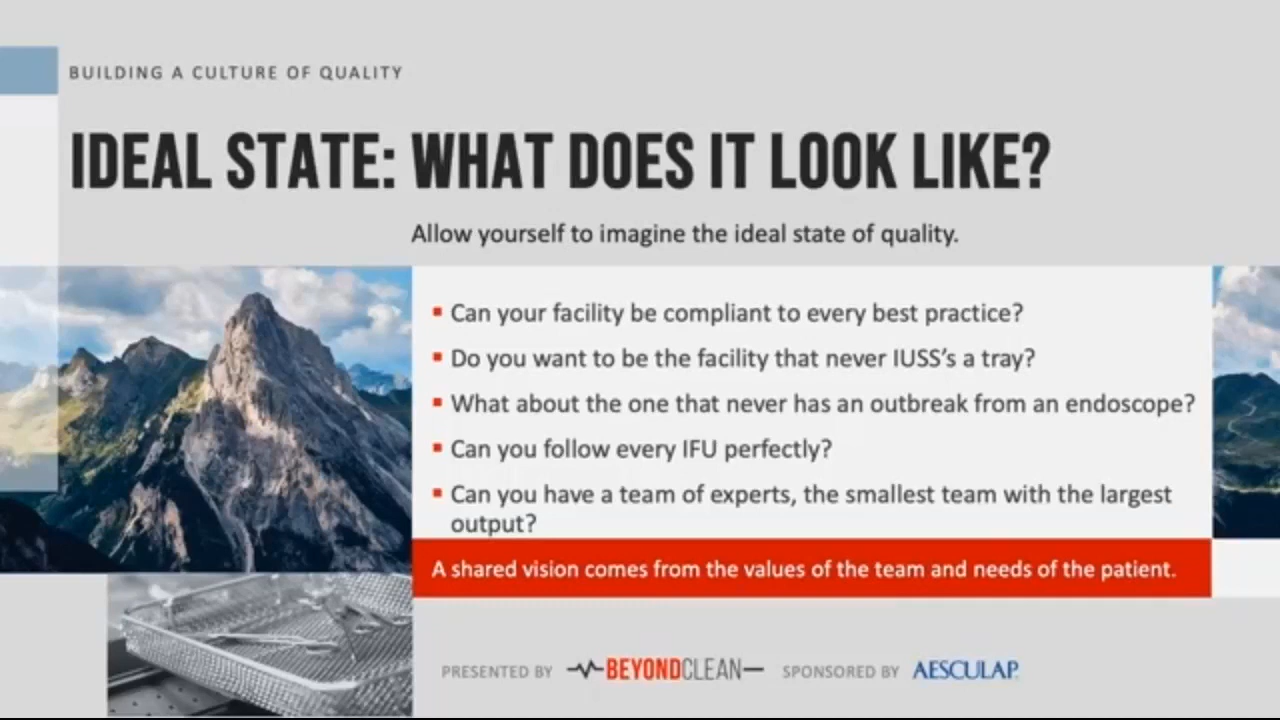 BUILDING A CULTURE OF QUALITY
IDEAL STATE: WHAT DOES IT LOOK LIKE?
Allow yourself to imagine the ideal state of quality.
▪ Can your facility be compliant to every best practice?
▪ Do you want to be the facility that never IUSS’s a tray?
▪ What about the one that never has an outbreak from an endoscope?
▪ Can you follow every IFU perfectly?
▪ Can you have a team of experts, the smallest team with the largest
output?
A shared vision comes from the values of the team and needs of the patient.
PRESENTED BY BEYONDCLEAN SPONSORED BY AESCULAP